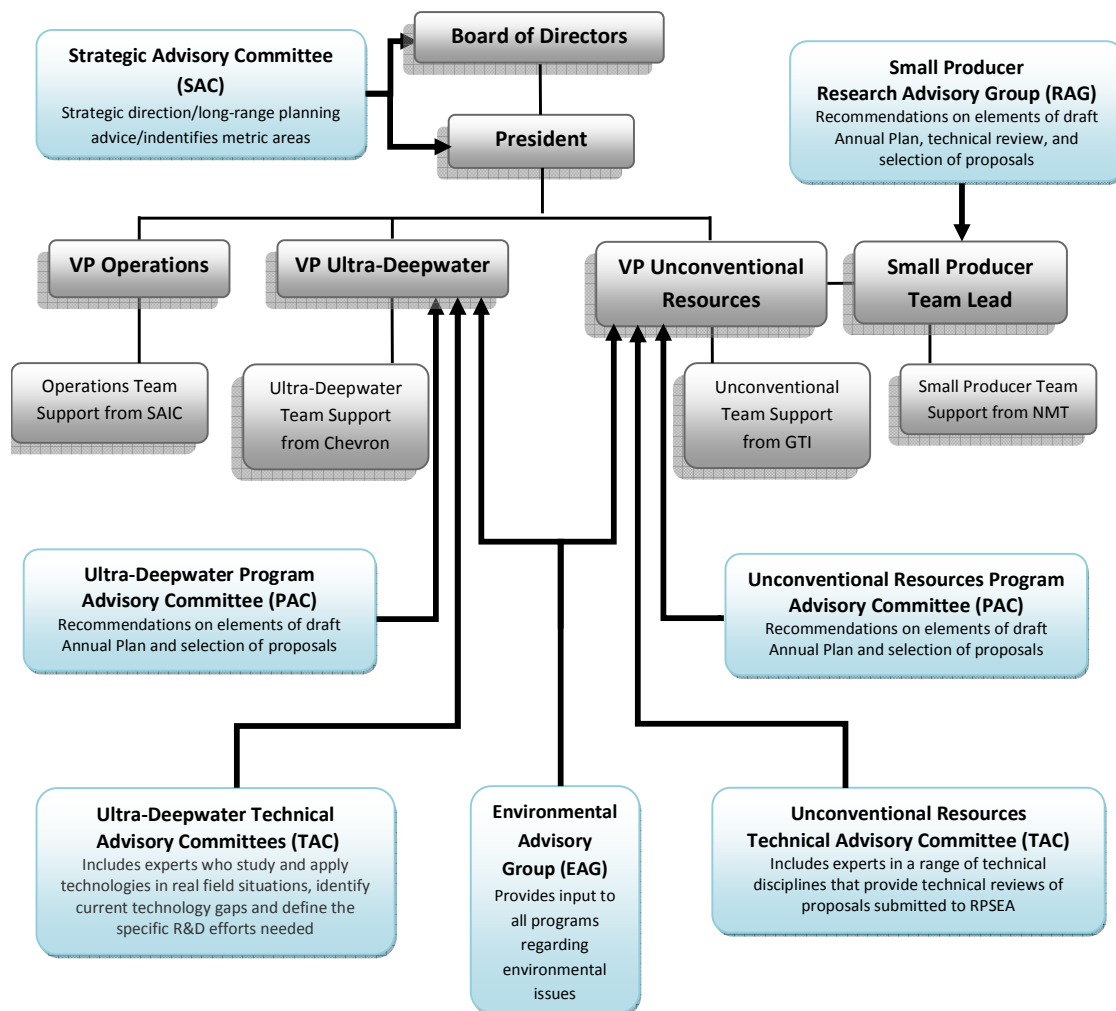 Board of Directors
Strategic Advisory Committee
(SAC)
Strategic direction/long-range planning
advice/indentifies metric areas
Small Producer
Research Advisory Group (RAG)
Recommendations on elements of draft
Annual Plan, technical review, and
selection of proposals
President
VP Operations
VP Ultra-Deepwater
VP Unconventional
Resources
Small Producer
Team Lead
Operations Team
Support from SAIC
Ultra-Deepwater
Team Support
from Chevron
Unconventional
Team Support
from GTI
Small Producer Team
Support from NMT
Ultra-Deepwater Program
Advisory Committee (PAC)
Recommendations on elements of draft
Annual Plan and selection of proposals
Unconventional Resources Program
Advisory Committee (PAC)
Recommendations on elements of draft
Annual Plan and selection of proposals
Ultra-Deepwater Technical
Advisory Committees (TAC)
Includes experts who study and apply
technologies in real field situations, identify
current technology gaps and define the
specific R&D efforts needed
Environmental
Advisory
Group (EAG)
Provides input to
all programs
regarding
environmental
issues
Unconventional Resources
Technical Advisory Committee (TAC)
Includes experts in a range of technical
disciplines that provide technical reviews of
proposals submitted to RPSEA